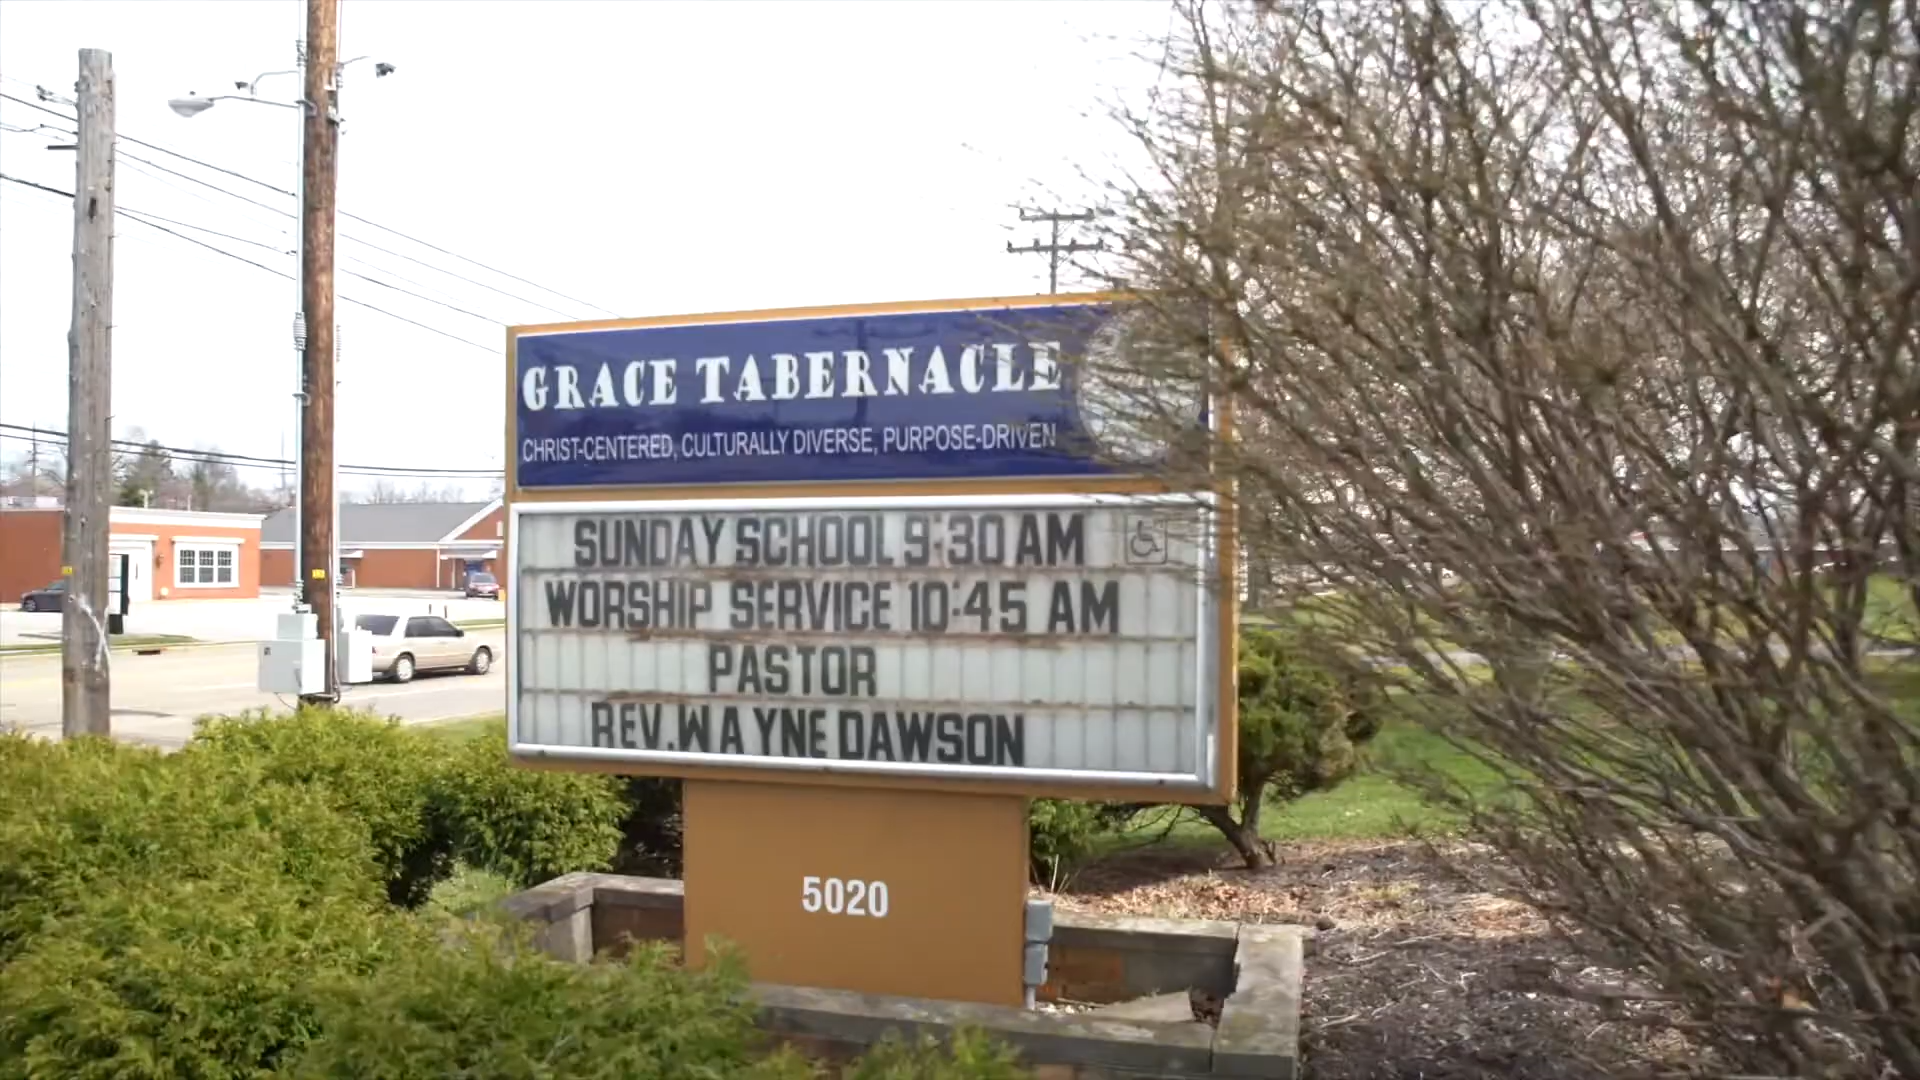 GRACE TABERNACLE
CHRIST-CENTERED, CULTURALLY DIVERSE, PURPOSE-DRIVEN
SUNDAY SCHOOL 9:30 AM
WORSHIP SERVICE 10:45 AM
PASTOR
REV. WAYNE DAWSON
5020